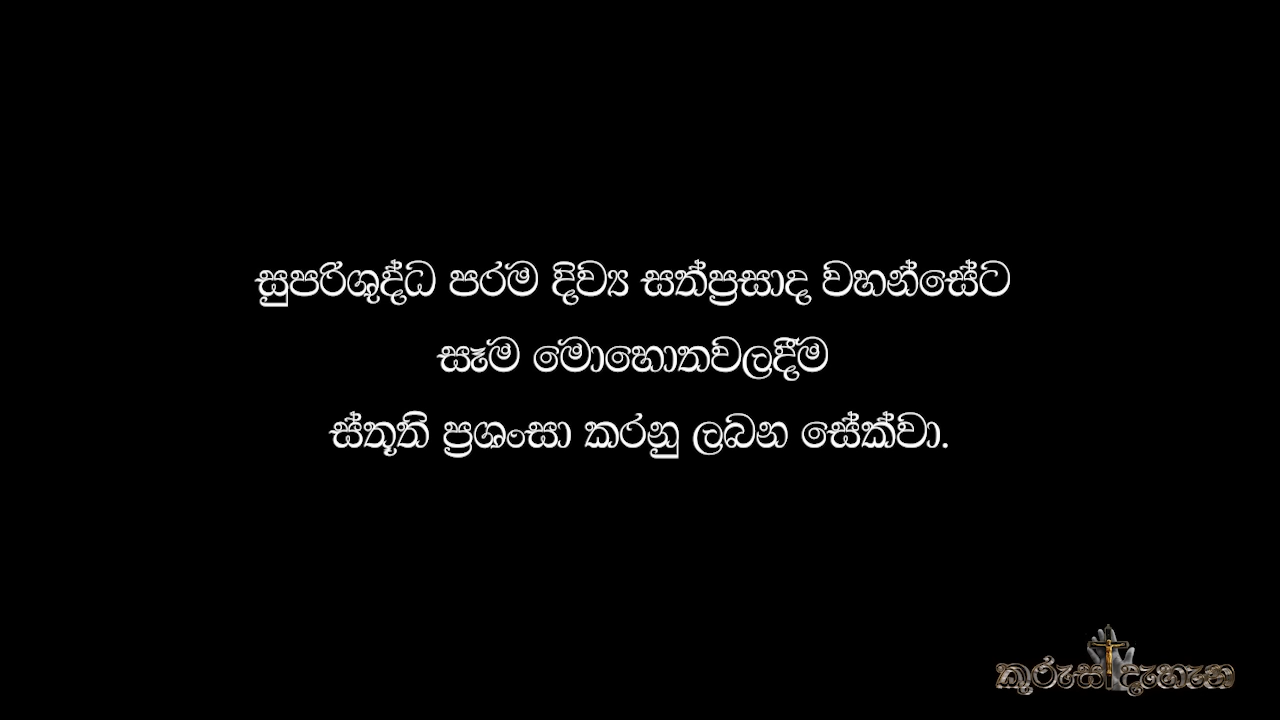 සුපරිශුද්ධ පරම දිව්‍ය සත්ප්‍රසාද වහන්සේට
සෑම මොහොතවලදීම
ස්තූති ප්‍රශංසා කරනු ලබන සේක්වා.
කුරුස දැහැන